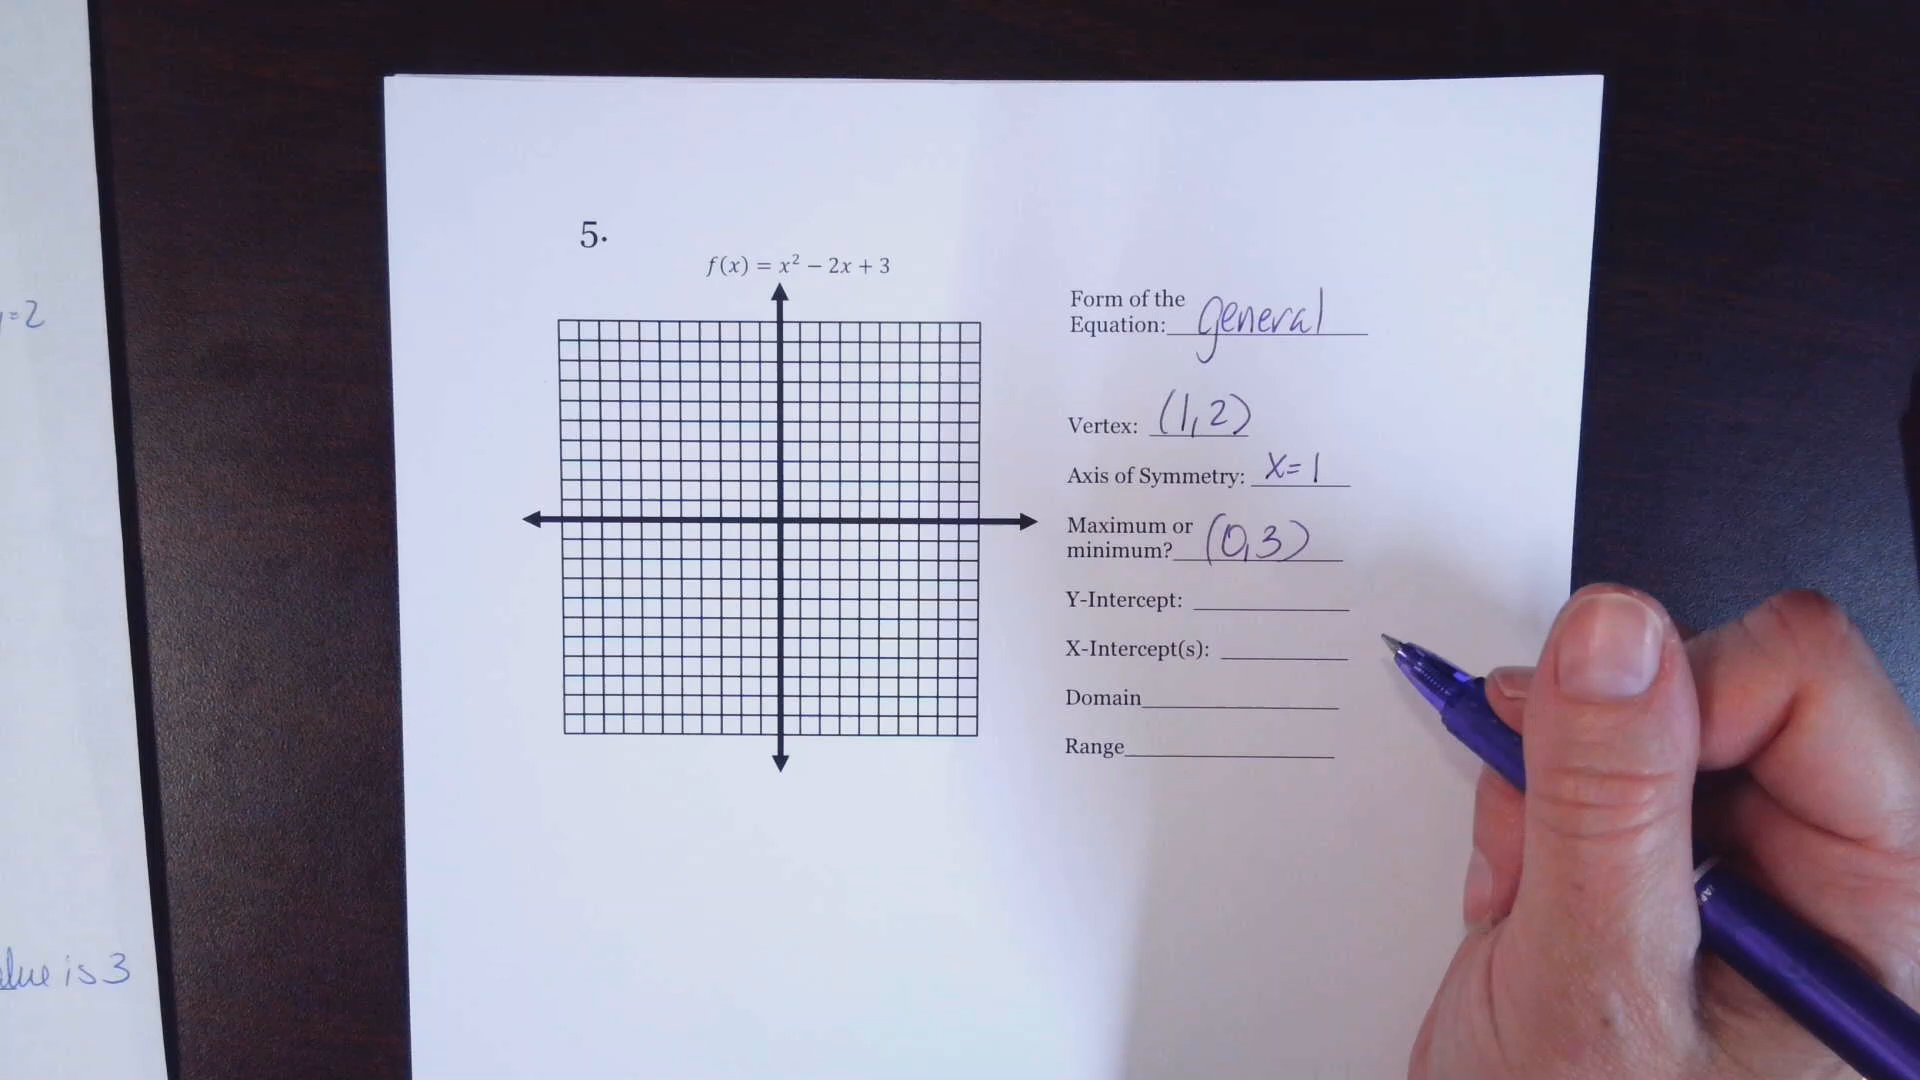 y=2
value is 3
5.
f(x) = x² − 2x + 3
Form of the
Equation: general
Vertex: (1,2)
Axis of Symmetry: x=1
Maximum or
minimum? (0,3)
Y-Intercept:
X-Intercept(s):
Domain
Range